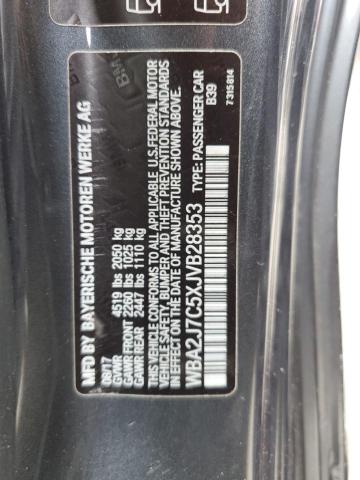 MFD BY BAYERISCHE MOTOREN WERKE AG
08/17
GVWR 4519 lbs 2050 kg
GAWR FRONT 2260 lbs 1025 kg
GAWR REAR 2447 lbs 1110 kg
THIS VEHICLE CONFORMS TO ALL APPLICABLE U.S.FEDERAL MOTOR
VEHICLE SAFETY, BUMPER AND THEFT PREVENTION STANDARDS
IN EFFECT ON THE DATE OF MANUFACTURE SHOWN ABOVE.
WBA2J7C5XJVB28353
TYPE: PASSENGER CAR
B39
7315814